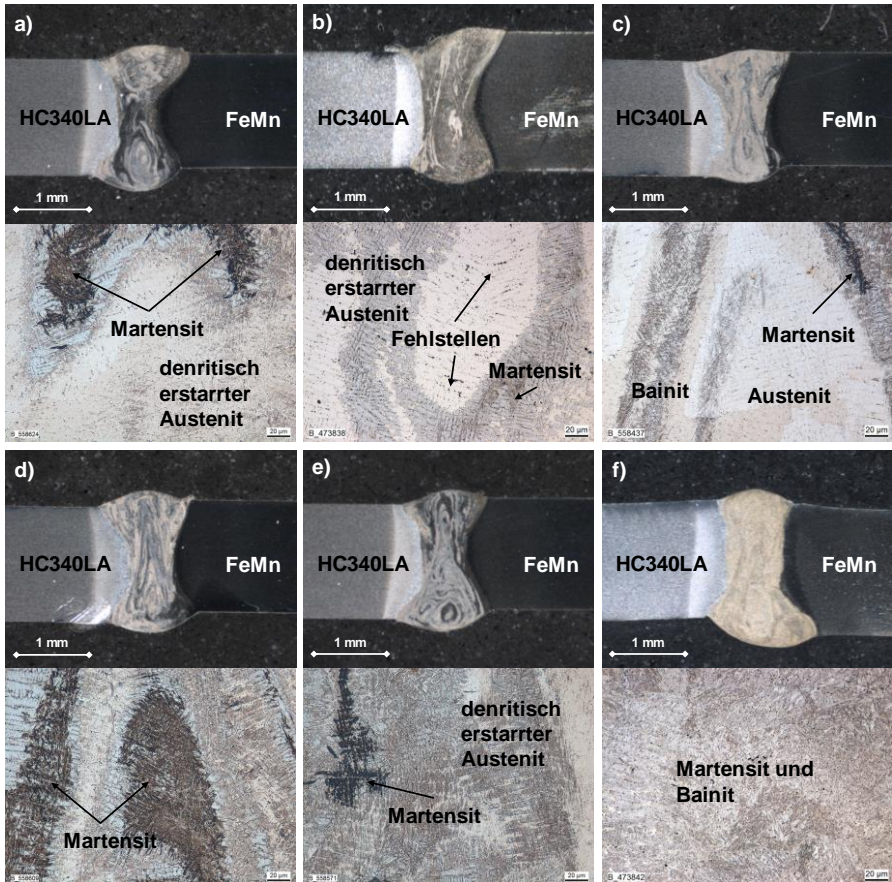 a)
HC340LA
FeMn
1 mm
b)
HC340LA
FeMn
1 mm
c)
HC340LA
FeMn
1 mm
Martensit
denritisch
erstarrter
Austenit
B_558624
20 µm
denritisch
erstarrter
Austenit
Fehlstellen
Martensit
B_473838
20 µm
Martensit
Bainit
Austenit
B_558437
20 µm
d)
HC340LA
FeMn
1 mm
e)
HC340LA
FeMn
1 mm
f)
HC340LA
FeMn
1 mm
Martensit
B_558609
20 µm
denritisch
erstarrter
Austenit
Martensit
B_558571
20 µm
Martensit und
Bainit
B_473842
20 µm